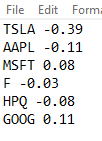 File Edit Format
TSLA -0.39
AAPL -0.11
MSFT 0.08
F -0.03
HPQ -0.08
GOOG 0.11